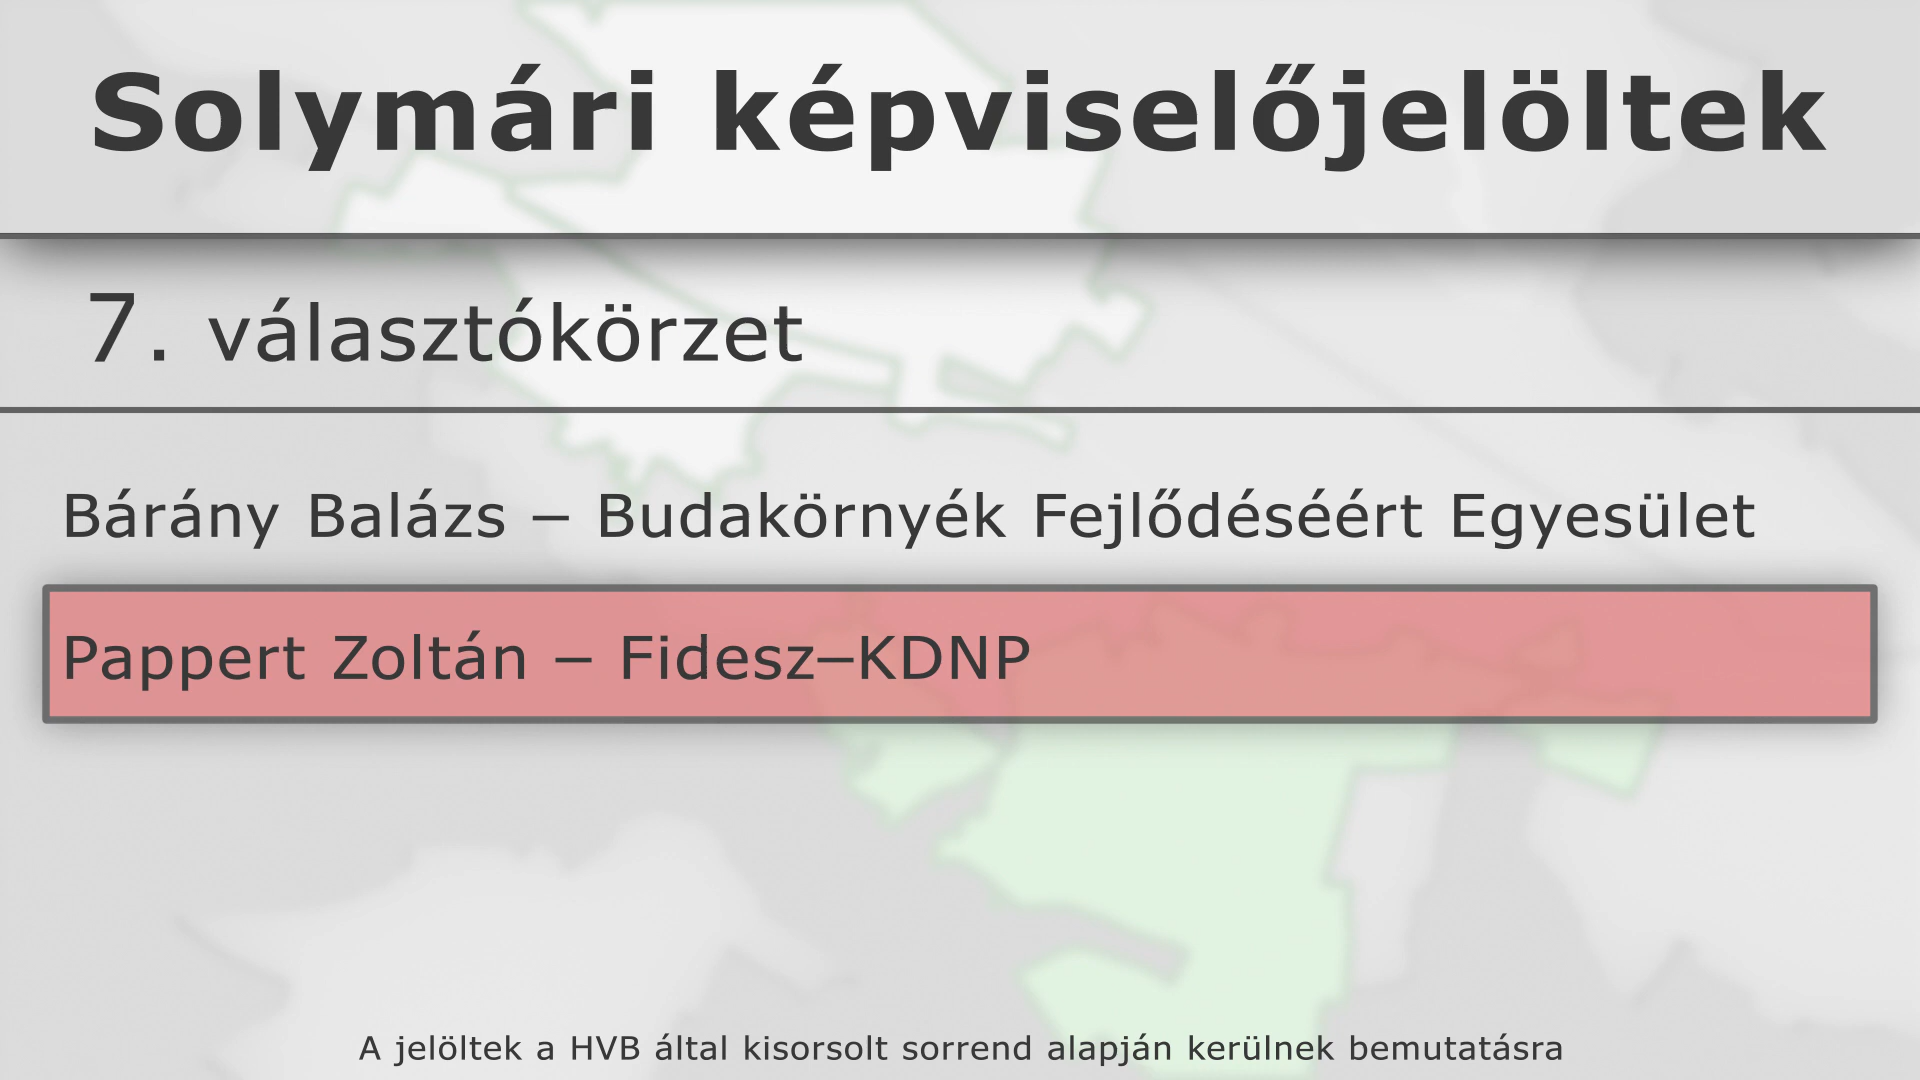 Solymári képviselőjelöltek
7. választókörzet
Bárány Balázs – Budakörnyék Fejlődéséért Egyesület
Pappert Zoltán – Fidesz–KDNP
A jelöltek a HVB által kisorsolt sorrend alapján kerülnek bemutatásra